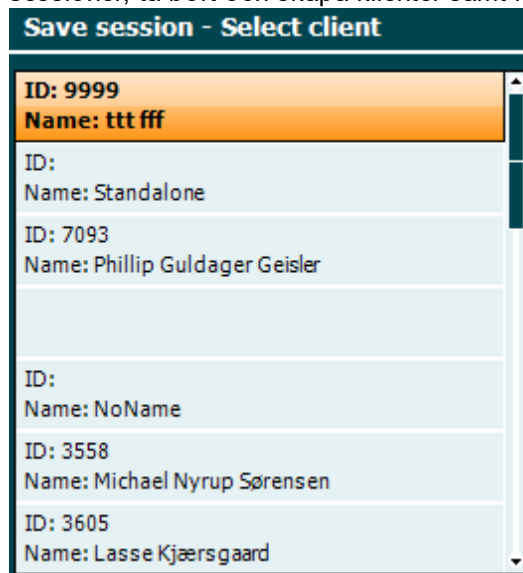 Save session - Select client
ID: 9999
Name: ttt fff
ID:
Name: Standalone
ID: 7093
Name: Phillip Guldager Geisler
ID:
Name: NoName
ID: 3558
Name: Michael Nyrup Sørensen
ID: 3605
Name: Lasse Kjærsgaard